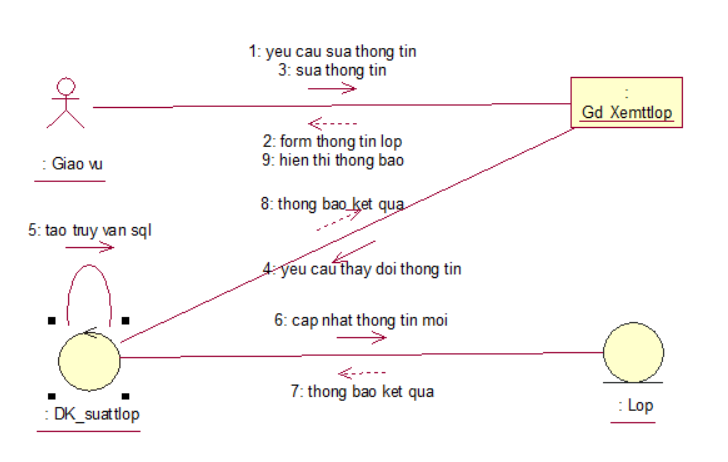 1: yeu cau sua thong tin
3: sua thong tin
:
Gd_Xemttlop
2: form thong tin lop
9: hien thi thong bao
: Giao vu
8: thong bao ket qua
5: tao truy van sql
4: yeu cau thay doi thong tin
6: cap nhat thong tin moi
7: thong bao ket qua
: DK_suattlop
: Lop